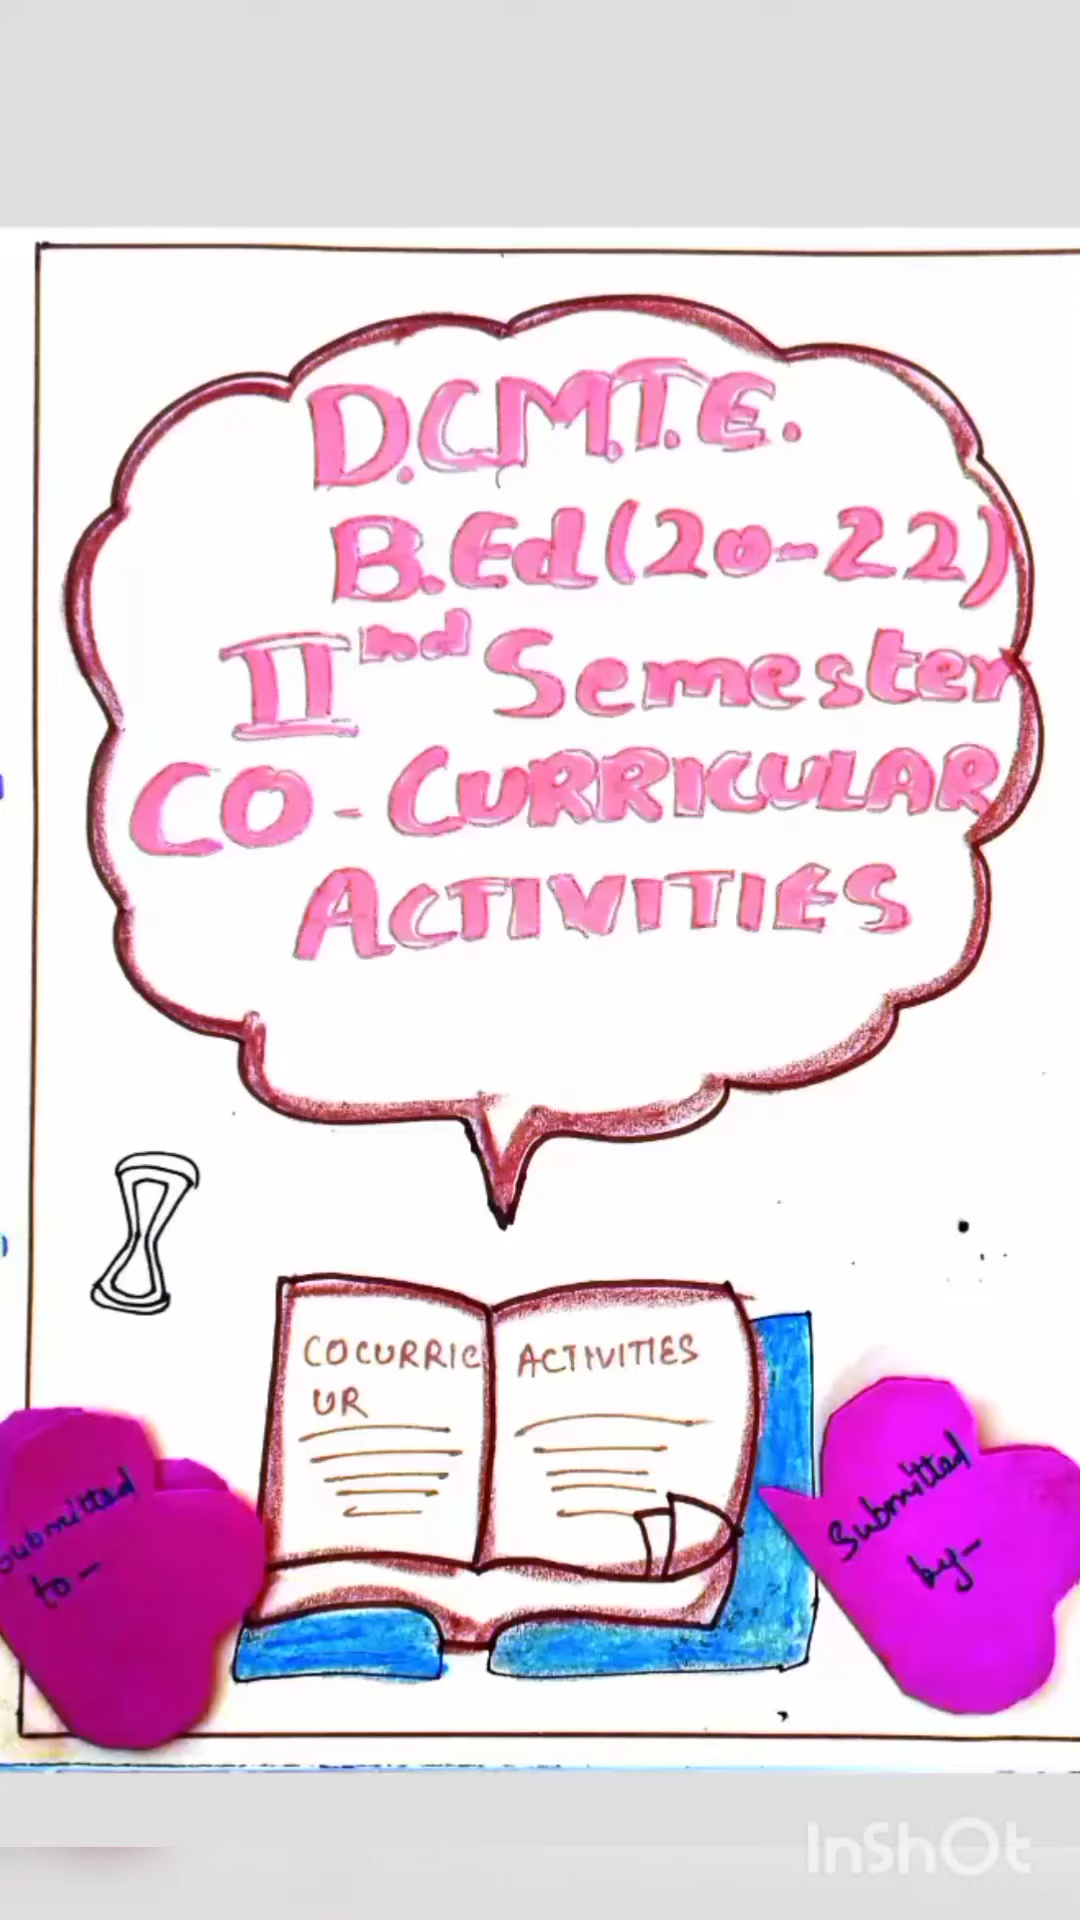 D.C.M.T.E.
B.Ed (20-22)
IInd Semester
CO-CURRICULAR
ACTIVITIES
COCURRIC
UR
ACTIVITIES
Submitted
to-
Submitted
by-
InShOt